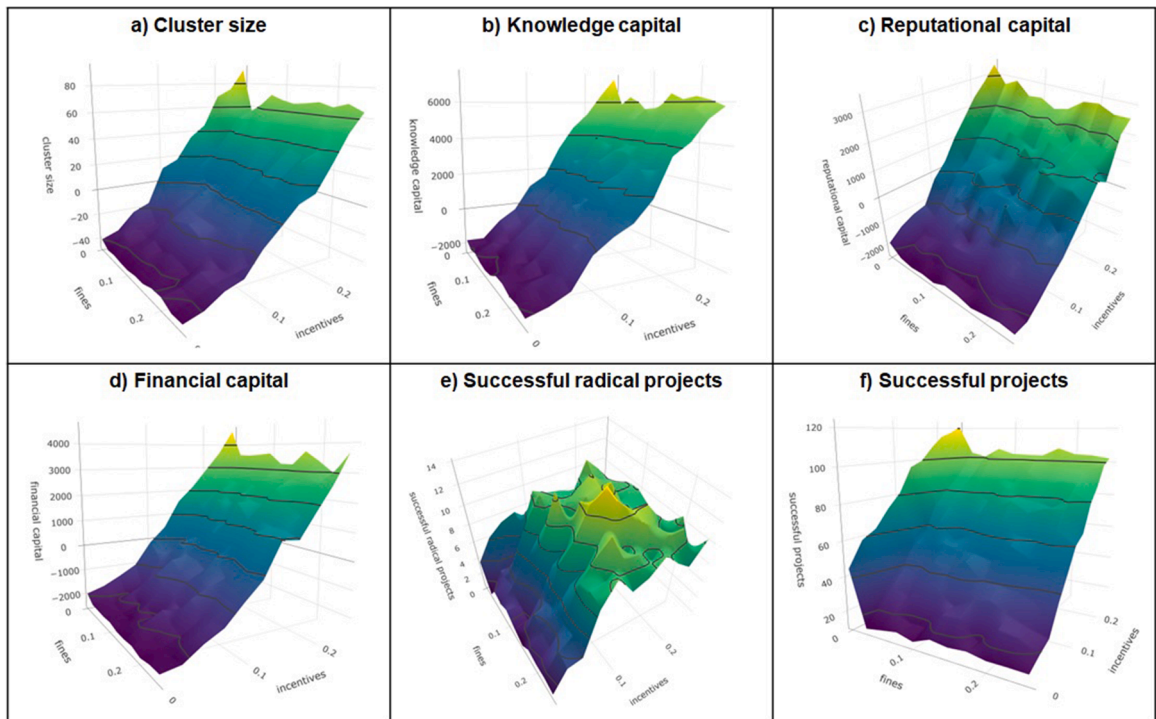 a) Cluster size
80
60
40
20
0
−20
−40
cluster size
0
0.1
0.2
fines
0.1
0.2
incentives
b) Knowledge capital
6000
4000
2000
0
−2000
knowledge capital
0
0.1
0.2
fines
0
0.1
0.2
incentives
c) Reputational capital
3000
2000
1000
0
−1000
−2000
reputational capital
0
0.1
0.2
fines
0.1
0.2
incentives
d) Financial capital
4000
3000
2000
1000
0
−1000
−2000
financial capital
0
0.1
0.2
fines
0
0.1
0.2
incentives
e) Successful radical projects
14
12
10
8
6
4
2
0
successful radical projects
0.1
0.2
fines
0.1
0.2
incentives
f) Successful projects
120
100
80
60
40
20
successful projects
0
0.1
0.2
fines
0
0.1
0.2
incentives